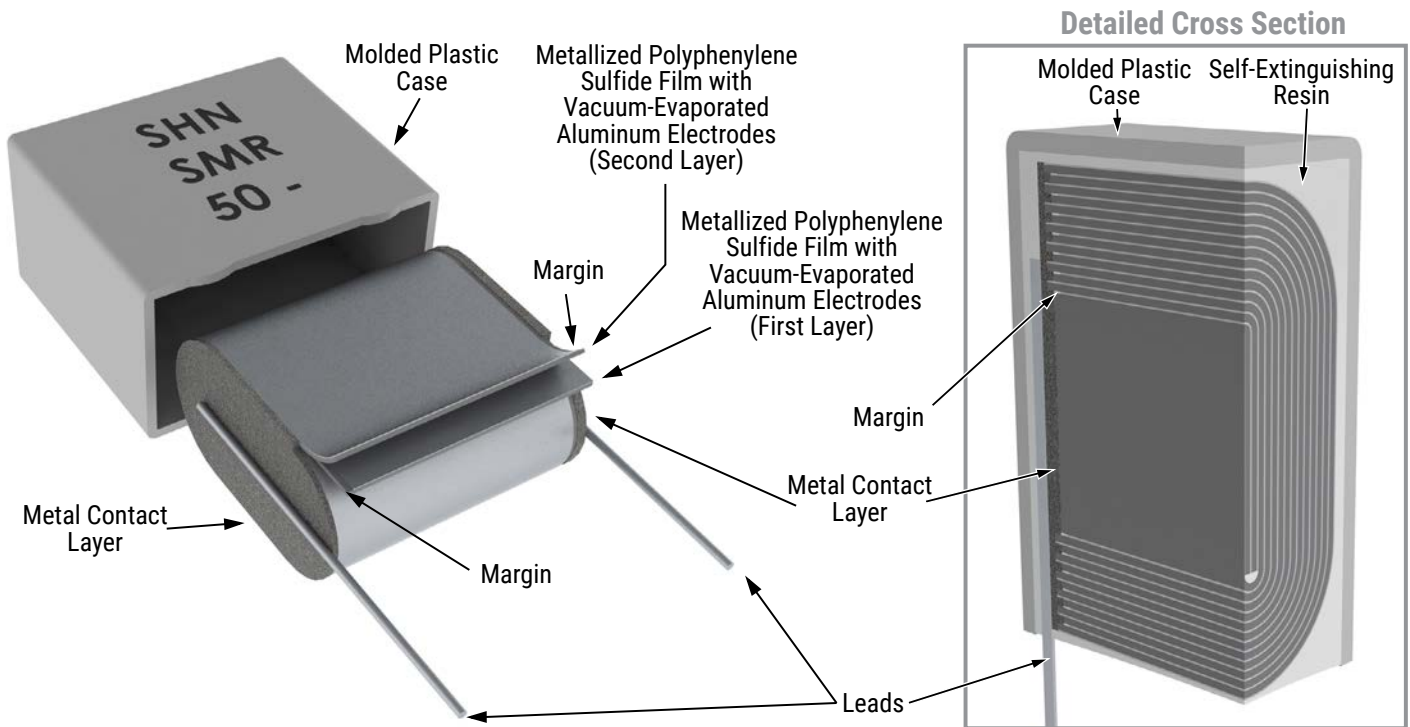 Detailed Cross Section
Molded Plastic
Case
Metallized Polyphenylene
Sulfide Film with
Vacuum-Evaporated
Aluminum Electrodes
(Second Layer)
Molded Plastic
Case
Self-Extinguishing
Resin
SHN
SMR
50 -
Metallized Polyphenylene
Sulfide Film with
Vacuum-Evaporated
Aluminum Electrodes
(First Layer)
Margin
Margin
Metal Contact
Layer
Metal Contact
Layer
Margin
Leads